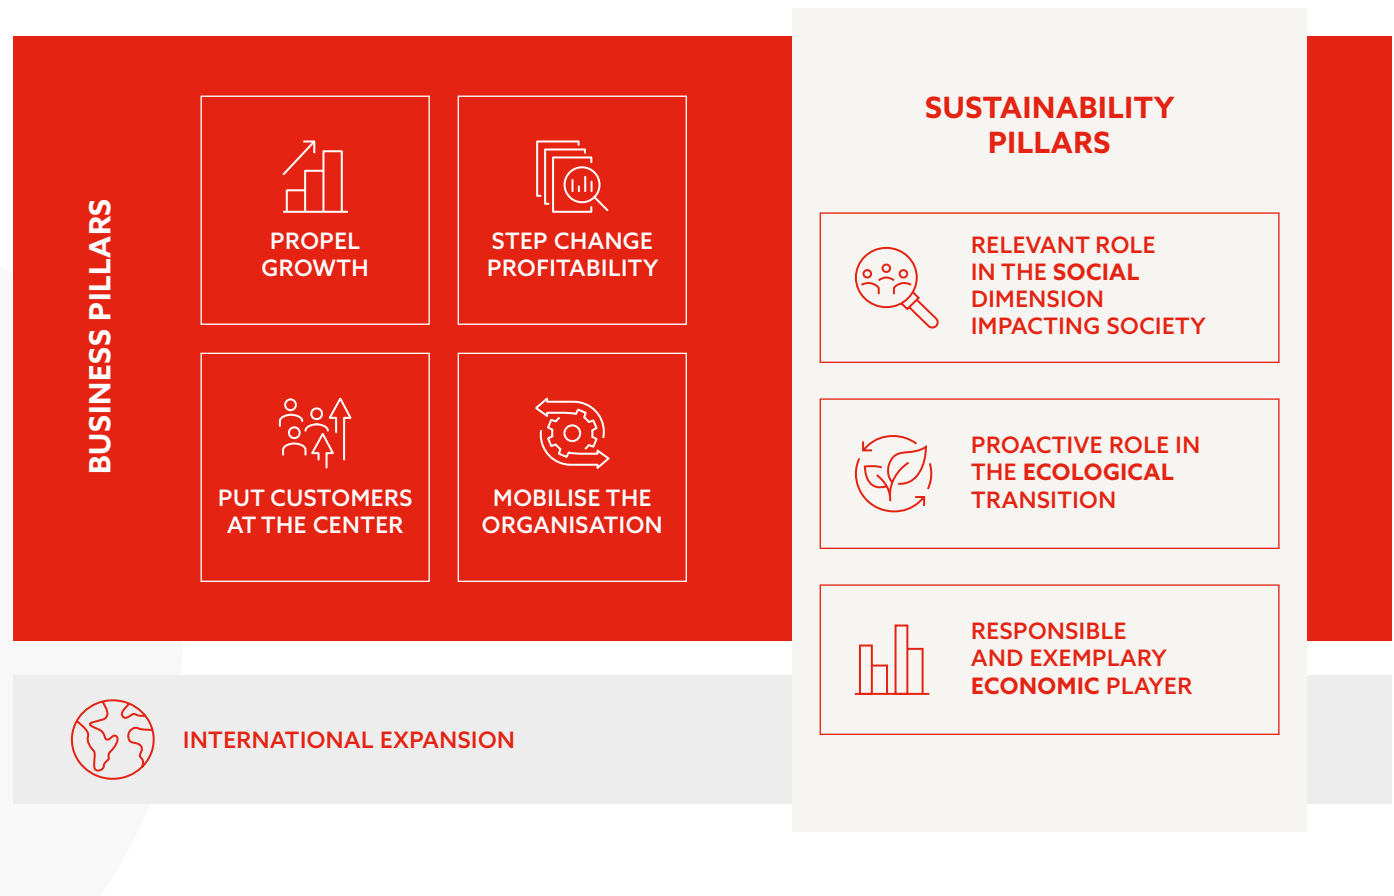 BUSINESS PILLARS
PROPEL
GROWTH
STEP CHANGE
PROFITABILITY
PUT CUSTOMERS
AT THE CENTER
MOBILISE THE
ORGANISATION
INTERNATIONAL EXPANSION
SUSTAINABILITY
PILLARS
RELEVANT ROLE
IN THE SOCIAL
DIMENSION
IMPACTING SOCIETY
PROACTIVE ROLE IN
THE ECOLOGICAL
TRANSITION
RESPONSIBLE
AND EXEMPLARY
ECONOMIC PLAYER